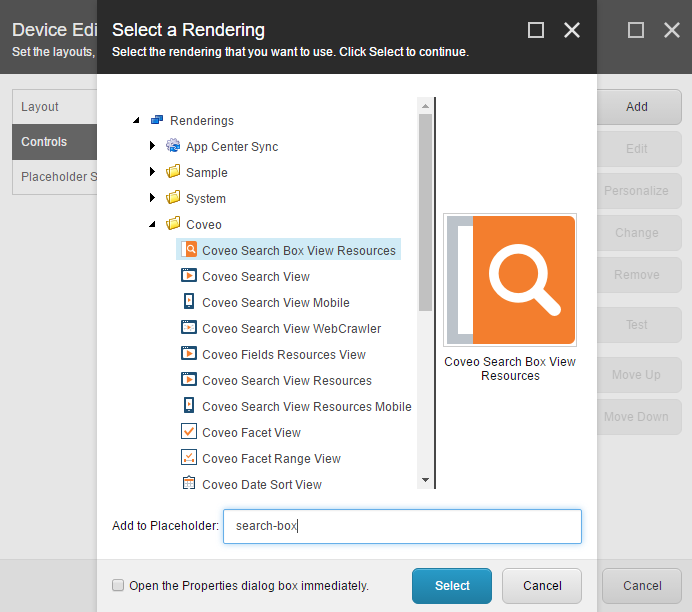 Device Edi
Set the layouts,
Select a Rendering
Select the rendering that you want to use. Click Select to continue.
Layout
Controls
Placeholder S
Renderings
App Center Sync
Sample
System
Coveo
Coveo Search Box View Resources
Coveo Search View
Coveo Search View Mobile
Coveo Search View WebCrawler
Coveo Fields Resources View
Coveo Search View Resources
Coveo Search View Resources Mobile
Coveo Facet View
Coveo Facet Range View
Coveo Date Sort View
Coveo Search Box View
Resources
Add
Edit
Personalize
Change
Remove
Test
Move Up
Move Down
Add to Placeholder: search-box
Open the Properties dialog box immediately.
Select
Cancel
Cancel